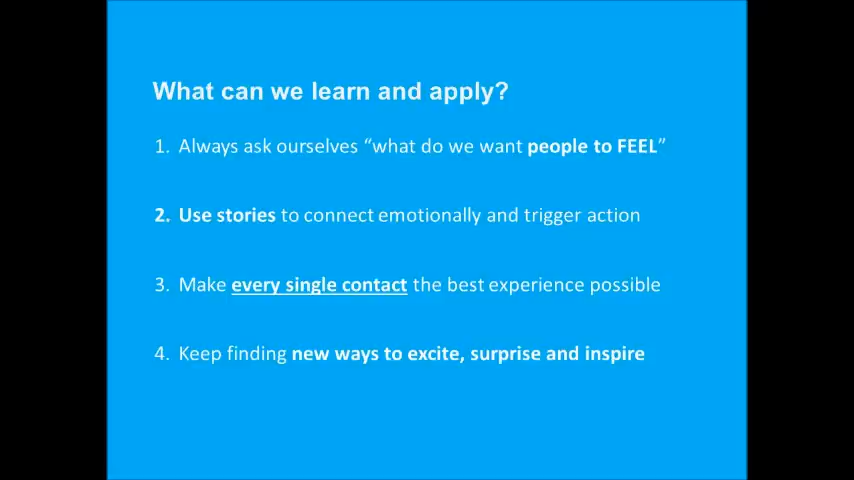 What can we learn and apply?
1. Always ask ourselves “what do we want people to FEEL”
2. Use stories to connect emotionally and trigger action
3. Make every single contact the best experience possible
4. Keep finding new ways to excite, surprise and inspire